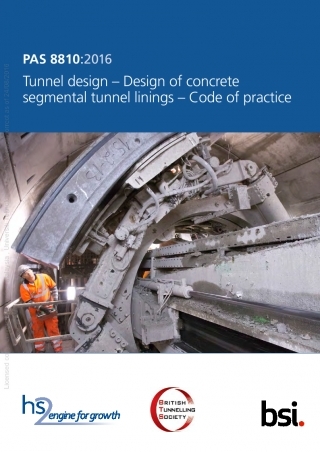 PAS 8810:2016
Tunnel design – Design of concrete
segmental tunnel linings – Code of practice
hs2 engine for growth
BRITISH
TUNNELLING
SOCIETY
bsi.